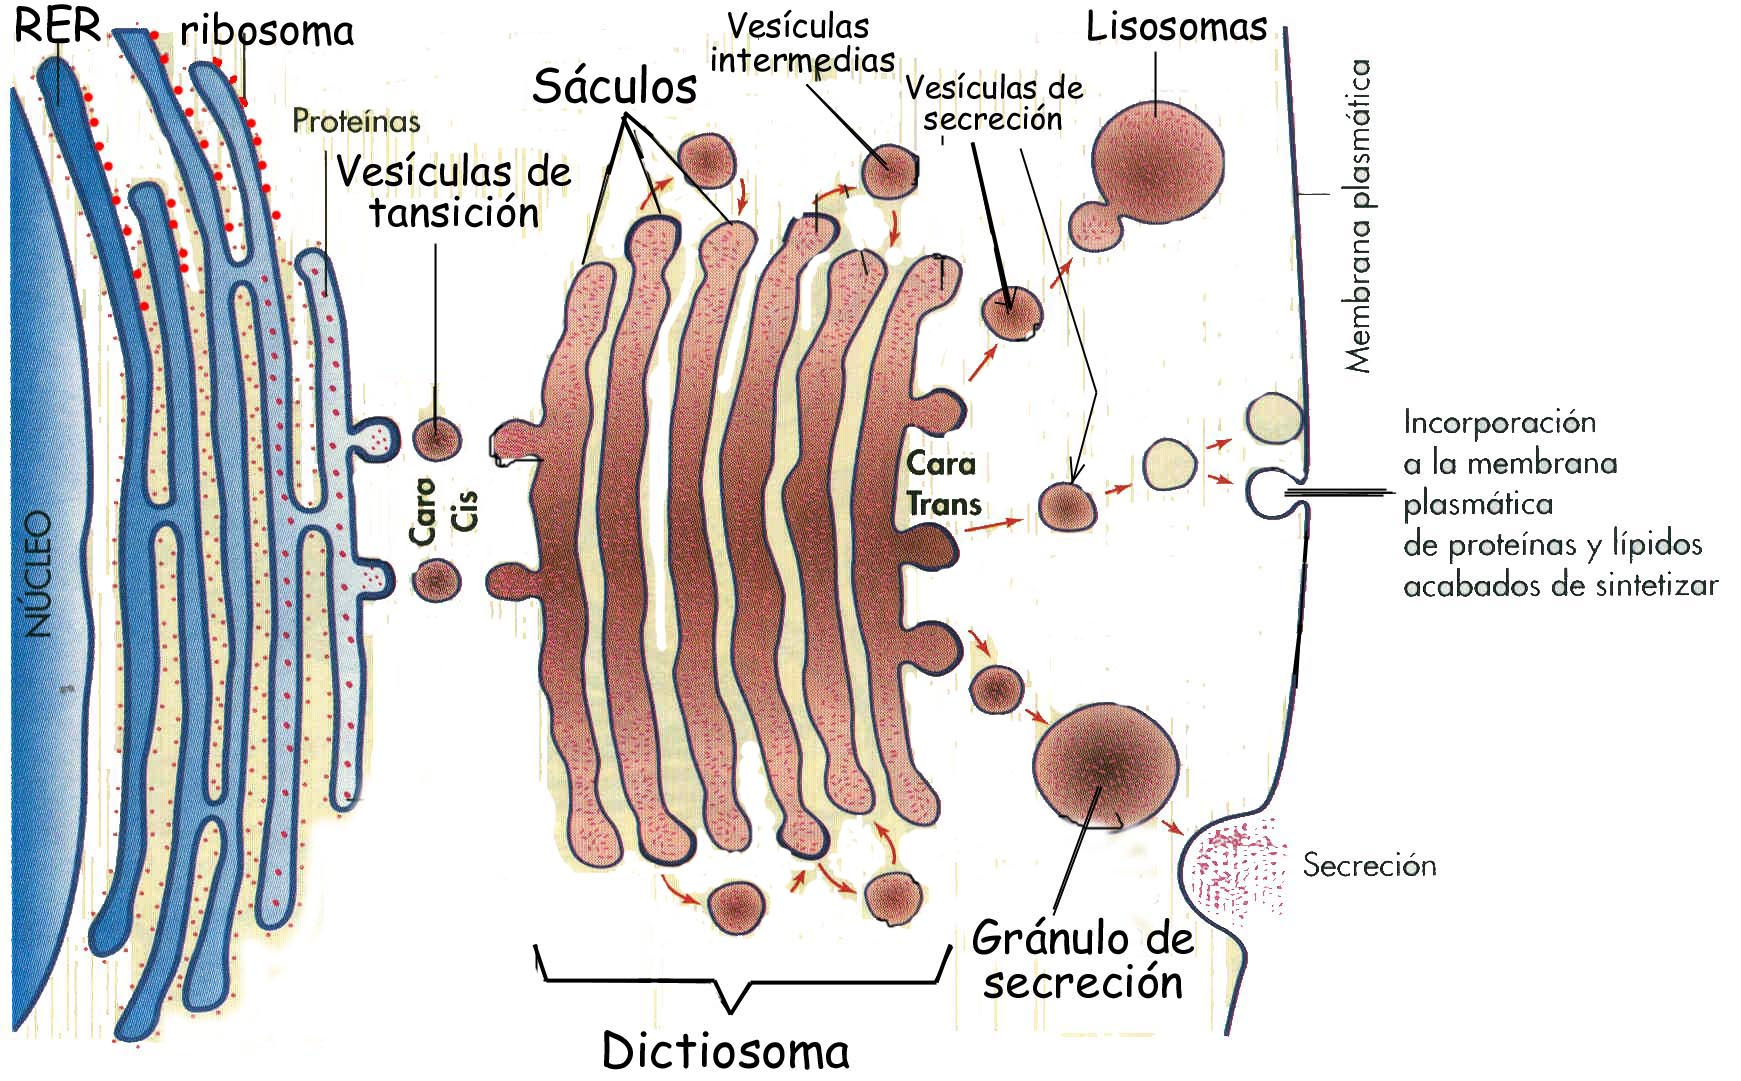 RER
ribosoma
Proteínas
Vesículas de
tansición
Sáculos
Vesículas
intermedias
Vesículas de
secreción
Lisosomas
Membrana plasmática
NÚCLEO
Cara
Cis
Cara
Trans
Incorporación
a la membrana
plasmática
de proteínas y lípidos
acabados de sintetizar
Secreción
Gránulo de
secreción
Dictiosoma